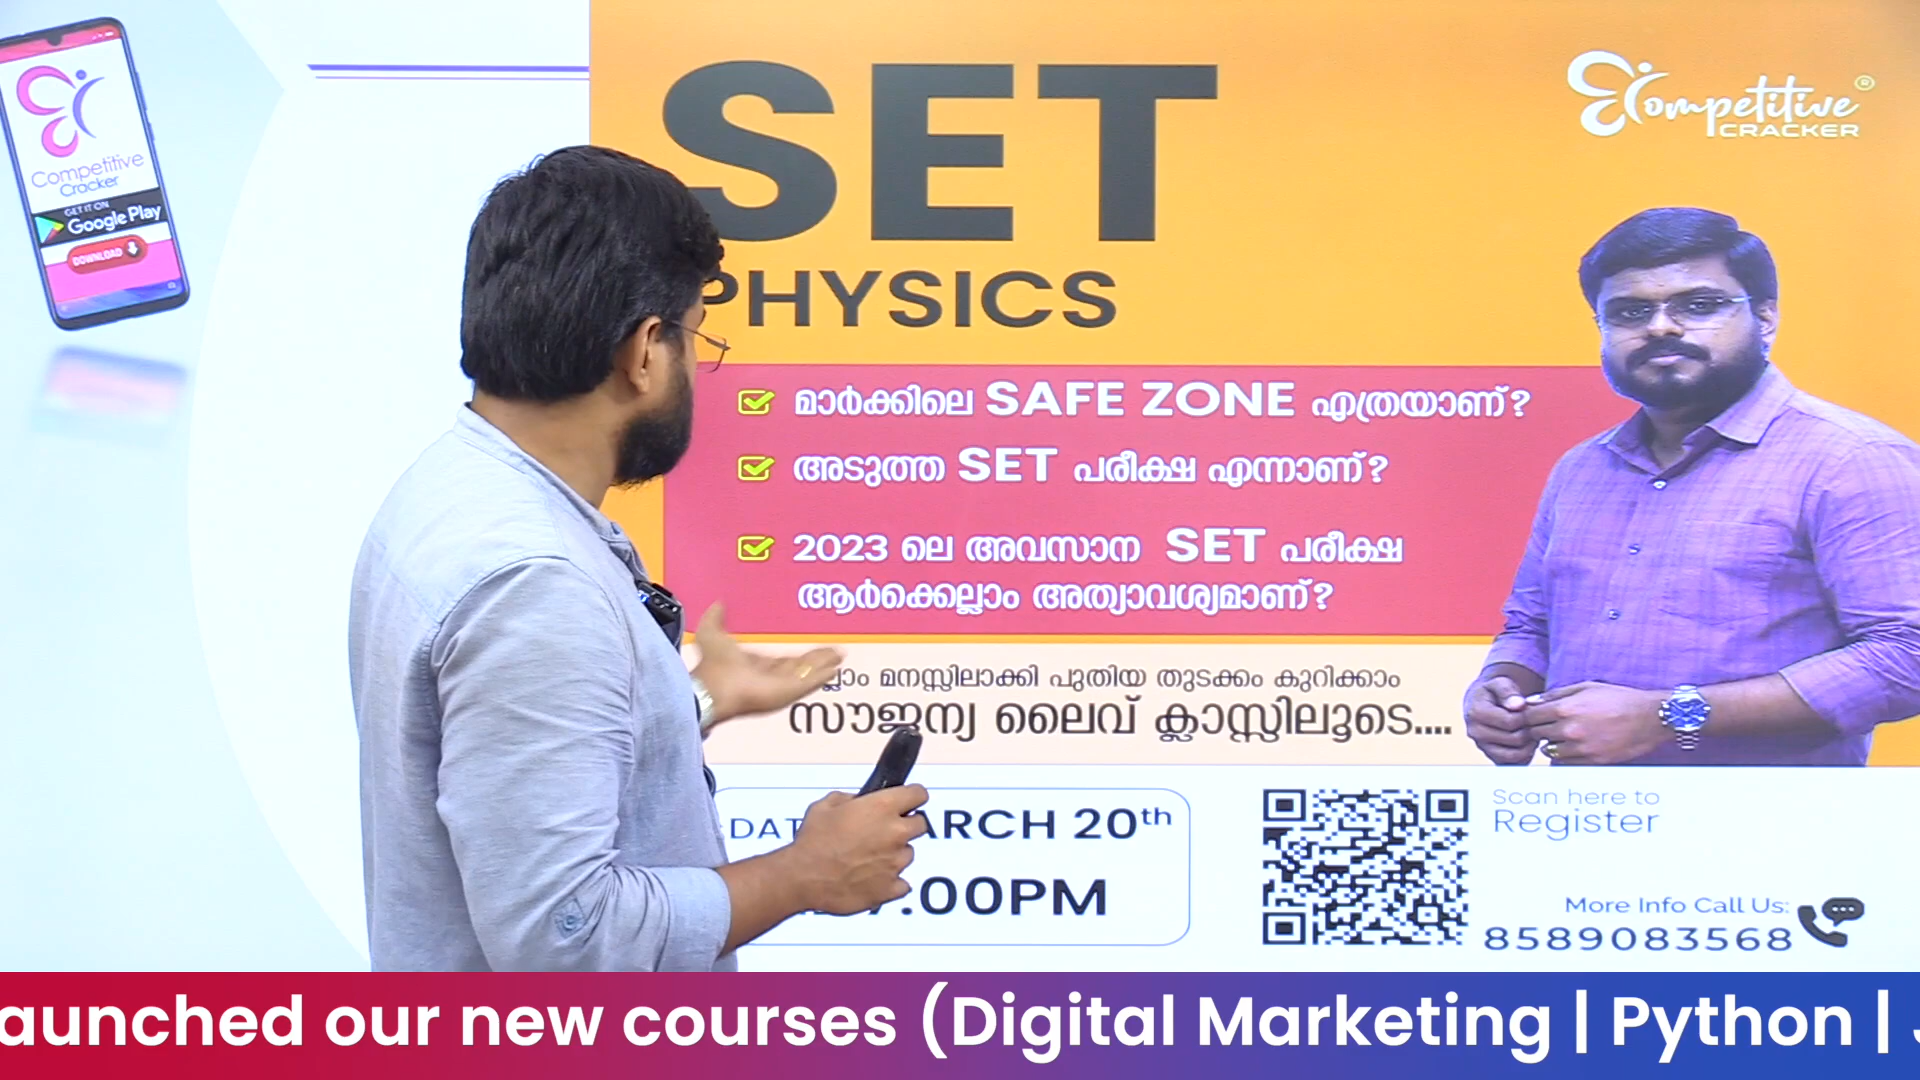 Competitive
Cracker
GET IT ON
Google Play
DOWNLOAD
SET
PHYSICS
Competitive®
CRACKER
മാർക്കിലെ SAFE ZONE എത്രയാണ്?
അടുത്ത SET പരീക്ഷ എന്നാണ്?
2023 ലെ അവസാന SET പരീക്ഷ
ആർക്കെല്ലാം അത്യാവശ്യമാണ്?
മനസ്സിലാക്കി പുതിയ തുടക്കം കുറിക്കാം
സൗജന്യ ലൈവ് ക്ലാസ്സിലൂടെ....
20th
:00PM
Scan here to
Register
More Info Call Us:
8589083568
aunched our new courses (Digital Marketing | Python |